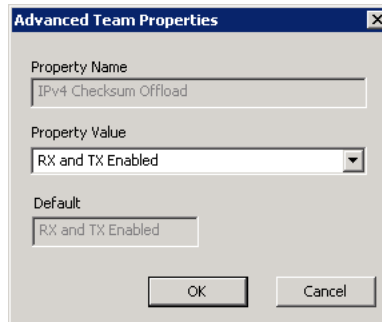 Advanced Team Properties
Property Name
IPv4 Checksum Offload
Property Value
RX and TX Enabled
Default
RX and TX Enabled
OK Cancel